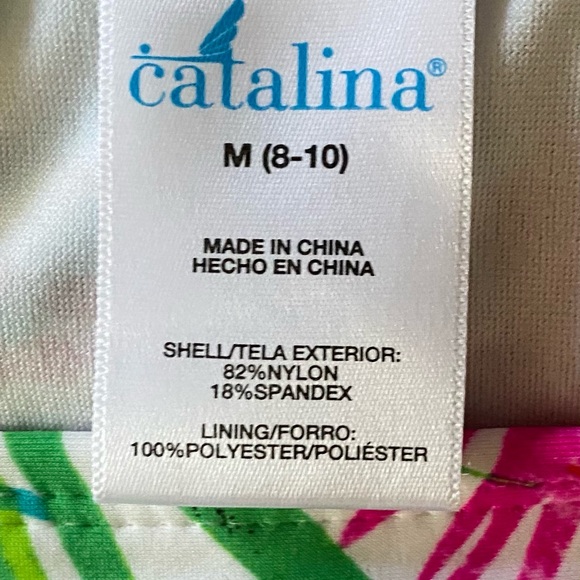 catalina®
M (8-10)
MADE IN CHINA
HECHO EN CHINA
SHELL/TELA EXTERIOR:
82%NYLON
18%SPANDEX
LINING/FORRO:
100%POLYESTER/POLIÉSTER